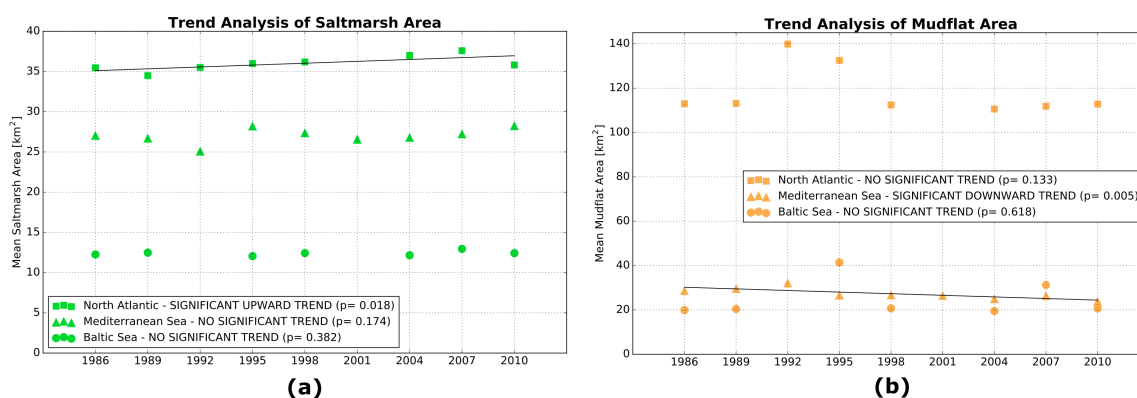 Trend Analysis of Saltmarsh Area
40
35
30
25
20
15
10
5
0
Mean Saltmarsh Area [km²]
North Atlantic - SIGNIFICANT UPWARD TREND (p= 0.018)
Mediterranean Sea - NO SIGNIFICANT TREND (p= 0.174)
Baltic Sea - NO SIGNIFICANT TREND (p= 0.382)
1986 1989 1992 1995 1998 2001 2004 2007 2010
(a)
Trend Analysis of Mudflat Area
140
120
100
80
60
40
20
0
Mean Mudflat Area [km²]
North Atlantic - NO SIGNIFICANT TREND (p= 0.133)
Mediterranean Sea - SIGNIFICANT DOWNWARD TREND (p= 0.005)
Baltic Sea - NO SIGNIFICANT TREND (p= 0.618)
1986 1989 1992 1995 1998 2001 2004 2007 2010
(b)